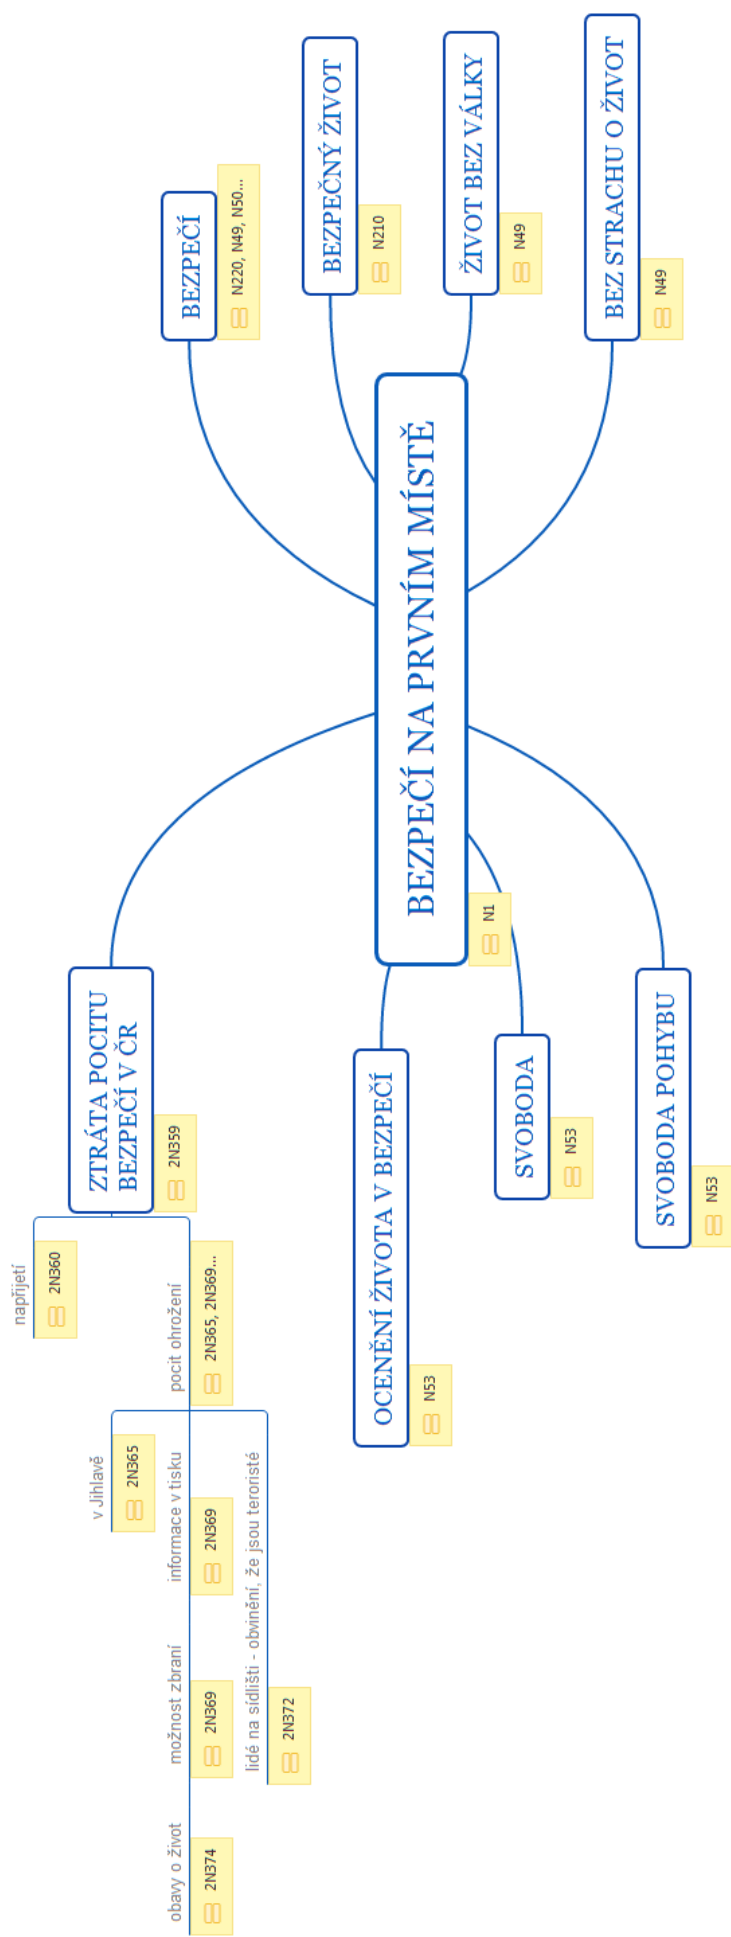 BEZPEČÍ NA PRVNÍM MÍSTĚ
N1
BEZPEČÍ
N220, N49, N50...
BEZPEČNÝ ŽIVOT
N210
ŽIVOT BEZ VÁLKY
N49
BEZ STRACHU O ŽIVOT
N49
ZTRÁTA POCITU
BEZPEČÍ V ČR
2N359
napřijetí
2N360
pocit ohrožení
2N365, 2N369...
v Jihlavě
2N365
informace v tisku
2N369
možnost zbraní
2N369
obavy o život
2N374
lidé na sídlišti - obvinění, že jsou teroristé
2N372
OCENĚNÍ ŽIVOTA V BEZPEČÍ
N53
SVOBODA
N53
SVOBODA POHYBU
N53